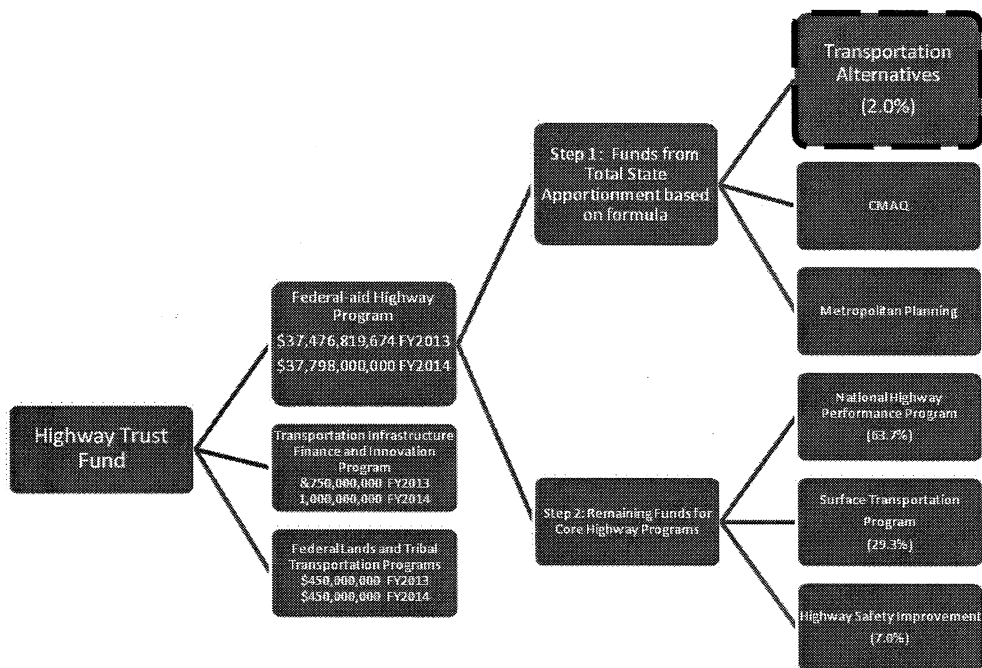 Highway Trust
Fund
Federal-aid Highway
Program
$37,476,819,674 FY2013
$37,798,000,000 FY2014
Transportation Infrastructure
Finance and Innovation
Program
&250,000,000 FY2013
1,000,000,000 FY2014
Federal Lands and Tribal
Transportation Programs
$450,000,000 FY2013
$450,000,000 FY2014
Step 1: Funds from
Total State
Apportionment based
on formula
Step 2: Remaining Funds for
Core Highway Programs
Transportation
Alternatives
(2.0%)
CMAQ
Metropolitan Planning
National Highway
Performance Program
(63.7%)
Surface Transportation
Program
(29.3%)
Highway Safety Improvement
(7.0%)